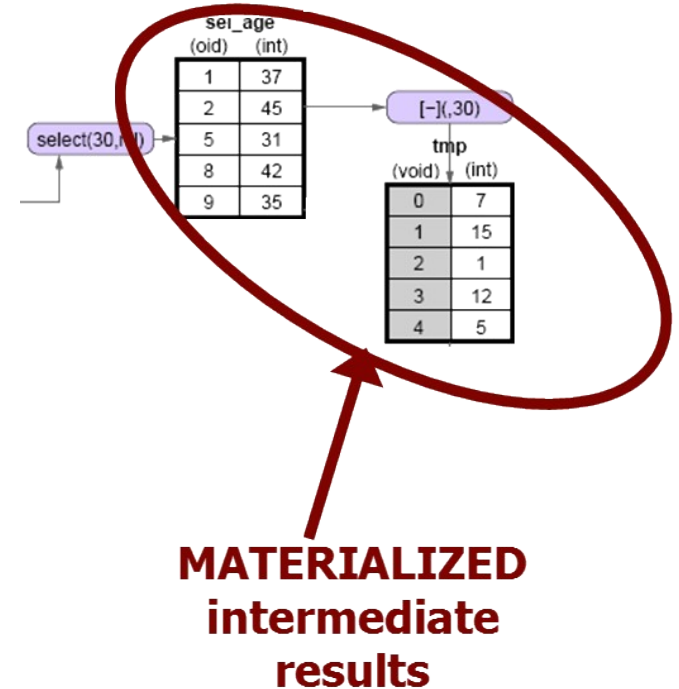 sel_age
(oid) (int)
1 37
2 45
5 31
8 42
9 35
select(30,nil)
[−](,30)
tmp
(void) (int)
0 7
1 15
2 1
3 12
4 5
MATERIALIZED
intermediate
results